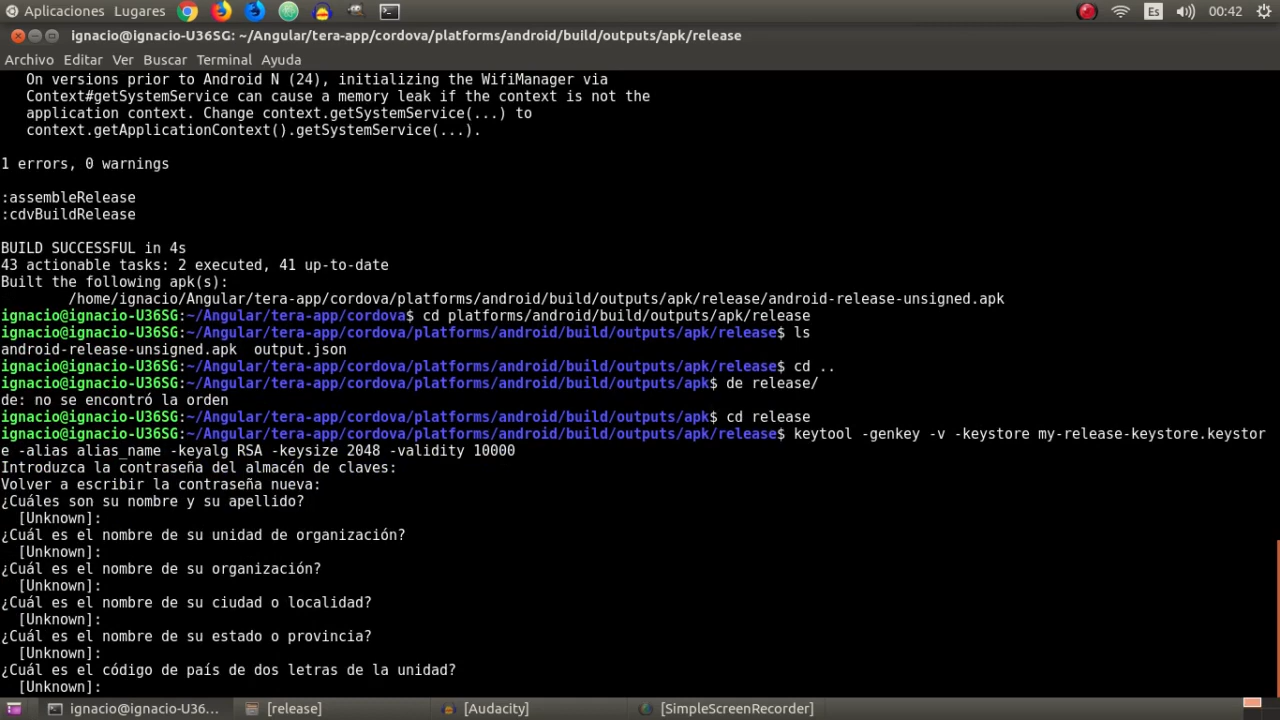 Aplicaciones Lugares Es 00:42
ignacio@ignacio-U36SG: ~/Angular/tera-app/cordova/platforms/android/build/outputs/apk/release
Archivo Editar Ver Buscar Terminal Ayuda
On versions prior to Android N (24), initializing the WifiManager via
Context#getSystemService can cause a memory leak if the context is not the
application context. Change context.getSystemService(...) to
context.getApplicationContext().getSystemService(...).
1 errors, 0 warnings
:assembleRelease
:cdvBuildRelease
BUILD SUCCESSFUL in 4s
43 actionable tasks: 2 executed, 41 up-to-date
Built the following apk(s):
/home/ignacio/Angular/tera-app/cordova/platforms/android/build/outputs/apk/release/android-release-unsigned.apk
ignacio@ignacio-U36SG:~/Angular/tera-app/cordova$ cd platforms/android/build/outputs/apk/release
ignacio@ignacio-U36SG:~/Angular/tera-app/cordova/platforms/android/build/outputs/apk/release$ ls
android-release-unsigned.apk output.json
ignacio@ignacio-U36SG:~/Angular/tera-app/cordova/platforms/android/build/outputs/apk/release$ cd ..
ignacio@ignacio-U36SG:~/Angular/tera-app/cordova/platforms/android/build/outputs/apk$ de release/
de: no se encontró la orden
ignacio@ignacio-U36SG:~/Angular/tera-app/cordova/platforms/android/build/outputs/apk$ cd release
ignacio@ignacio-U36SG:~/Angular/tera-app/cordova/platforms/android/build/outputs/apk/release$ keytool -genkey -v -keystore my-release-keystore.keystor
e -alias alias_name -keyalg RSA -keysize 2048 -validity 10000
Introduzca la contraseña del almacén de claves:
Volver a escribir la contraseña nueva:
¿Cuáles son su nombre y su apellido?
[Unknown]:
¿Cuál es el nombre de su unidad de organización?
[Unknown]:
¿Cuál es el nombre de su organización?
[Unknown]:
¿Cuál es el nombre de su ciudad o localidad?
[Unknown]:
¿Cuál es el nombre de su estado o provincia?
[Unknown]:
¿Cuál es el código de país de dos letras de la unidad?
[Unknown]:
ignacio@ignacio-U36... [release] [Audacity] [SimpleScreenRecorder]